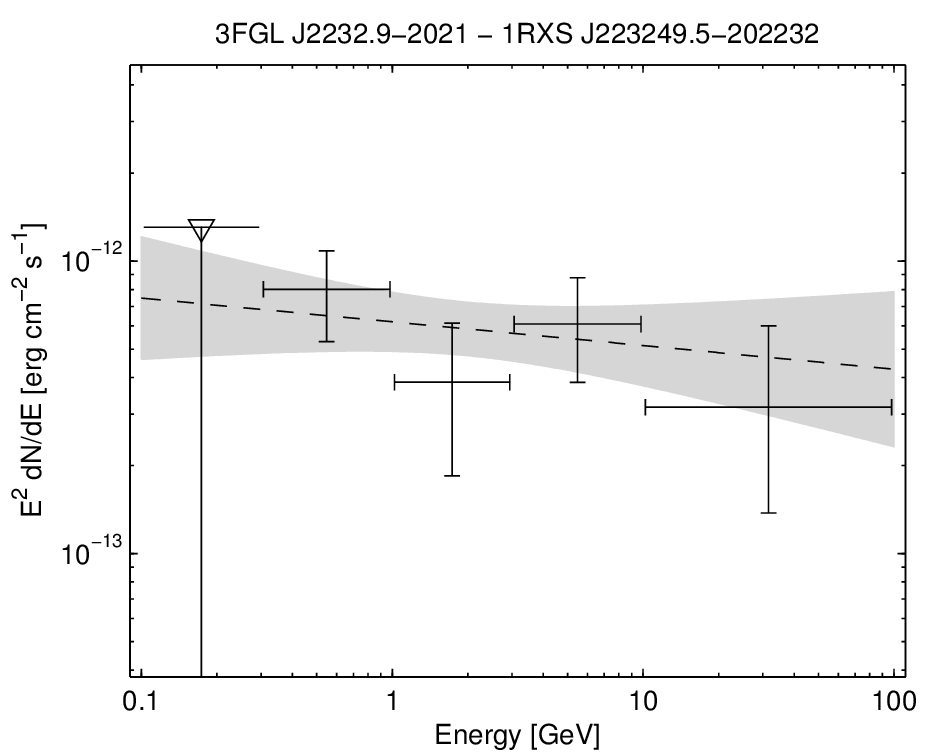 3FGL J2232.9−2021 − 1RXS J223249.5−202232
E² dN/dE [erg cm⁻² s⁻¹]
10⁻¹²
10⁻¹³
0.1 1 10 100
Energy [GeV]